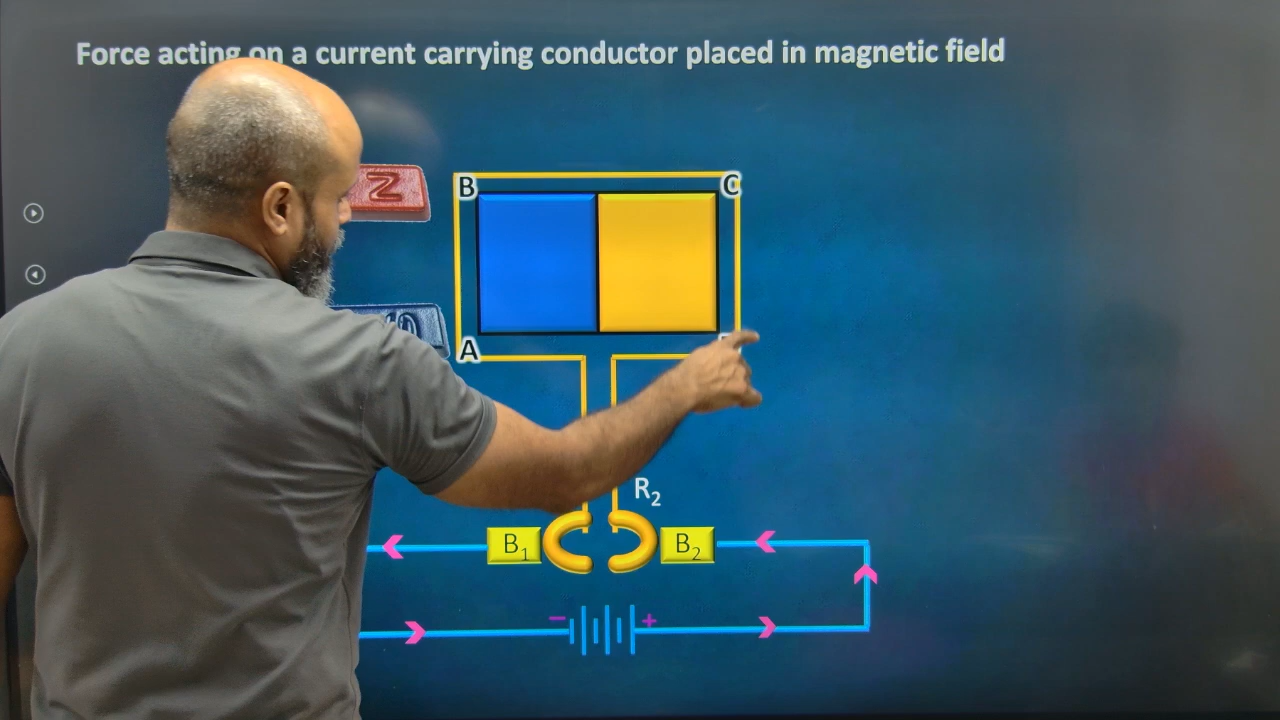 Force acting on a current carrying conductor placed in magnetic field
N
B
C
A
R₂
B₁
B₂
− +